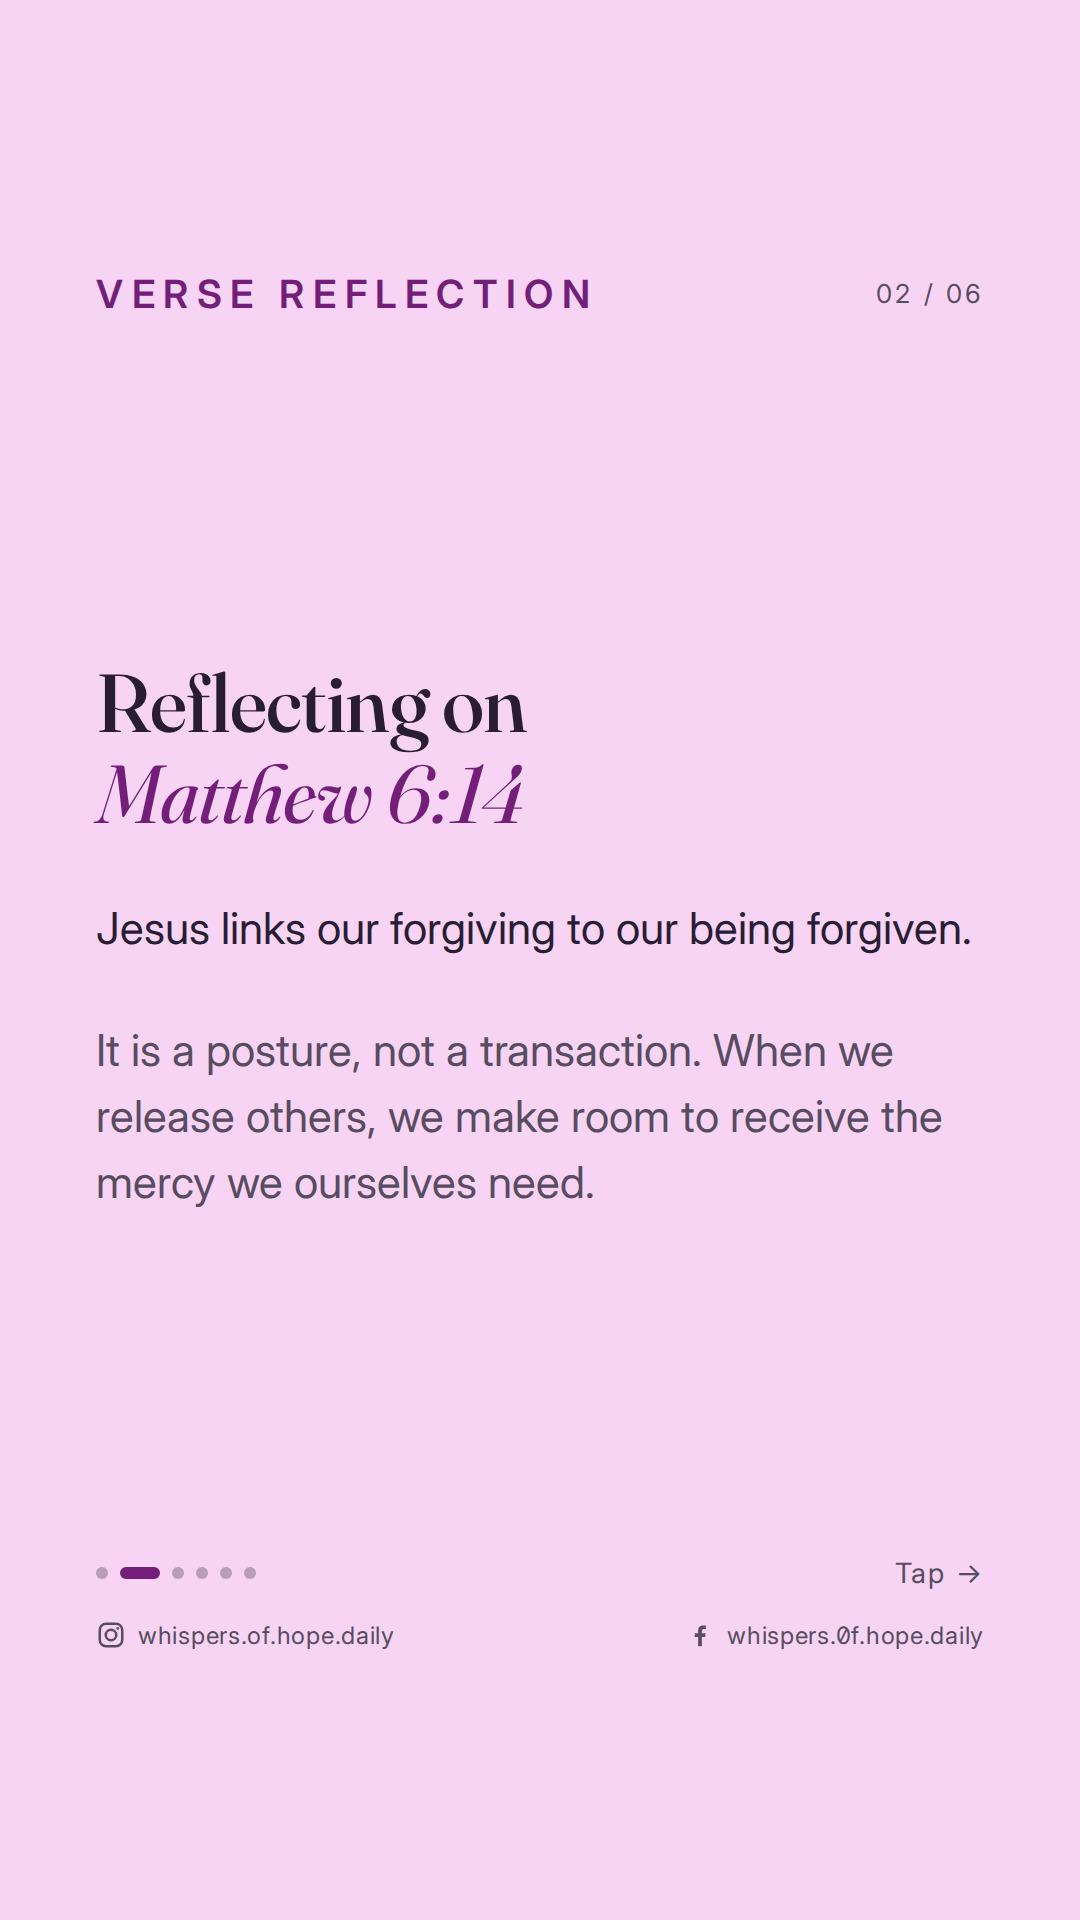 VERSE REFLECTION
02 / 06
Reflecting on
Matthew 6:14
Jesus links our forgiving to our being forgiven.
It is a posture, not a transaction. When we
release others, we make room to receive the
mercy we ourselves need.
Tap →
whispers.of.hope.daily
whispers.0f.hope.daily